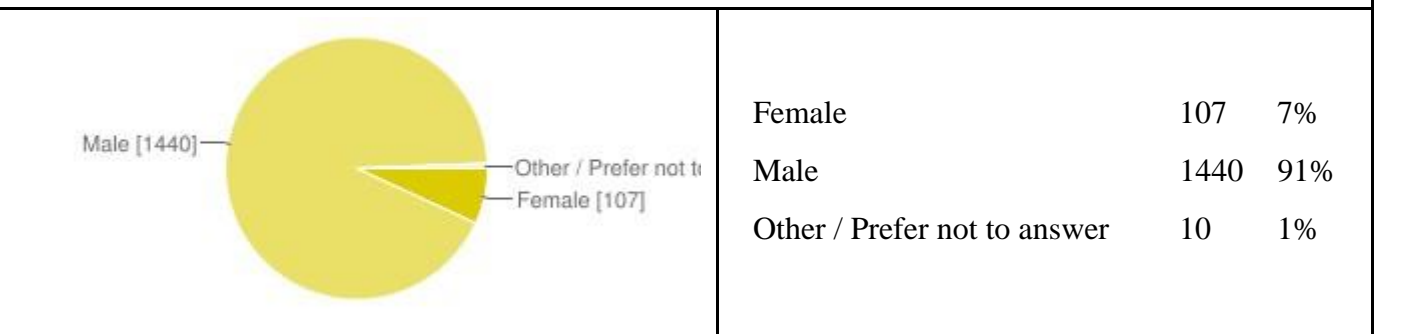 Male [1440]
Other / Prefer not t
Female [107]
Female 107 7%
Male 1440 91%
Other / Prefer not to answer 10 1%